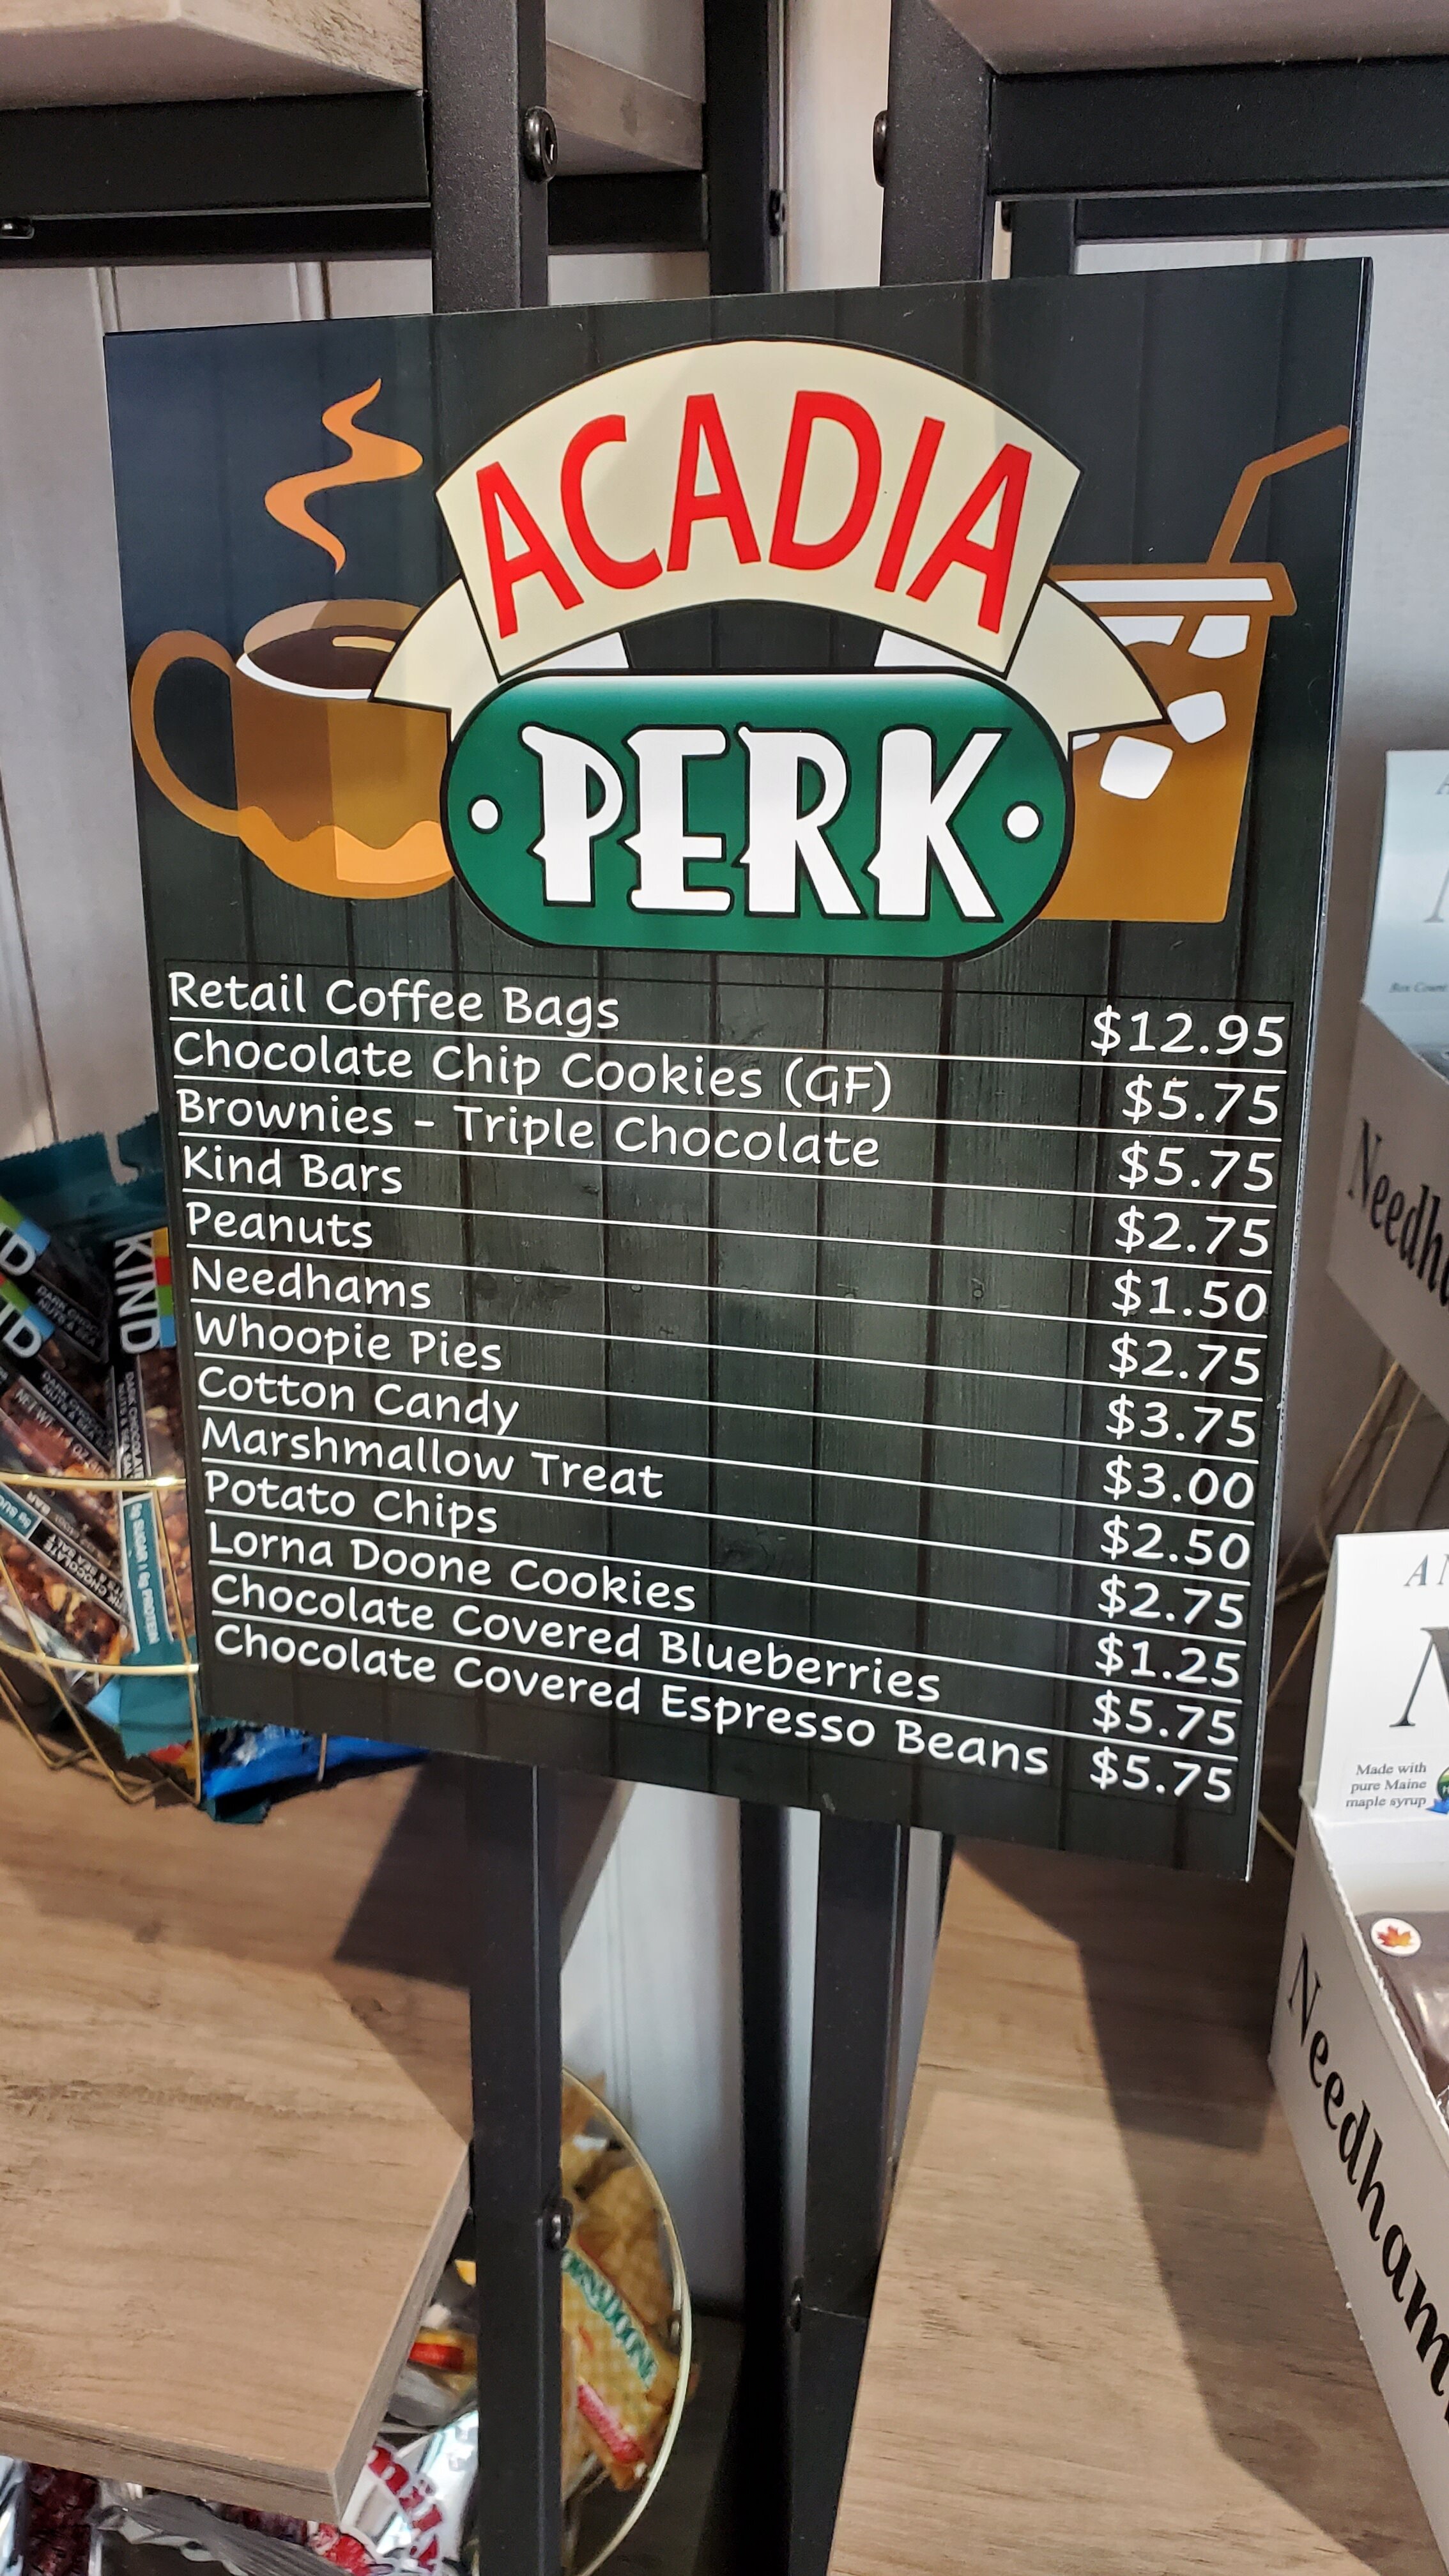 ACADIA
PERK
Retail Coffee Bags $12.95
Chocolate Chip Cookies (GF) $5.75
Brownies - Triple Chocolate $5.75
Kind Bars $2.75
Peanuts $1.50
Needhams $2.75
Whoopie Pies $3.75
Cotton Candy $3.00
Marshmallow Treat $2.50
Potato Chips $2.75
Lorna Doone Cookies $1.25
Chocolate Covered Blueberries $5.75
Chocolate Covered Espresso Beans $5.75
KIND
Made with
pure Maine
maple syrup